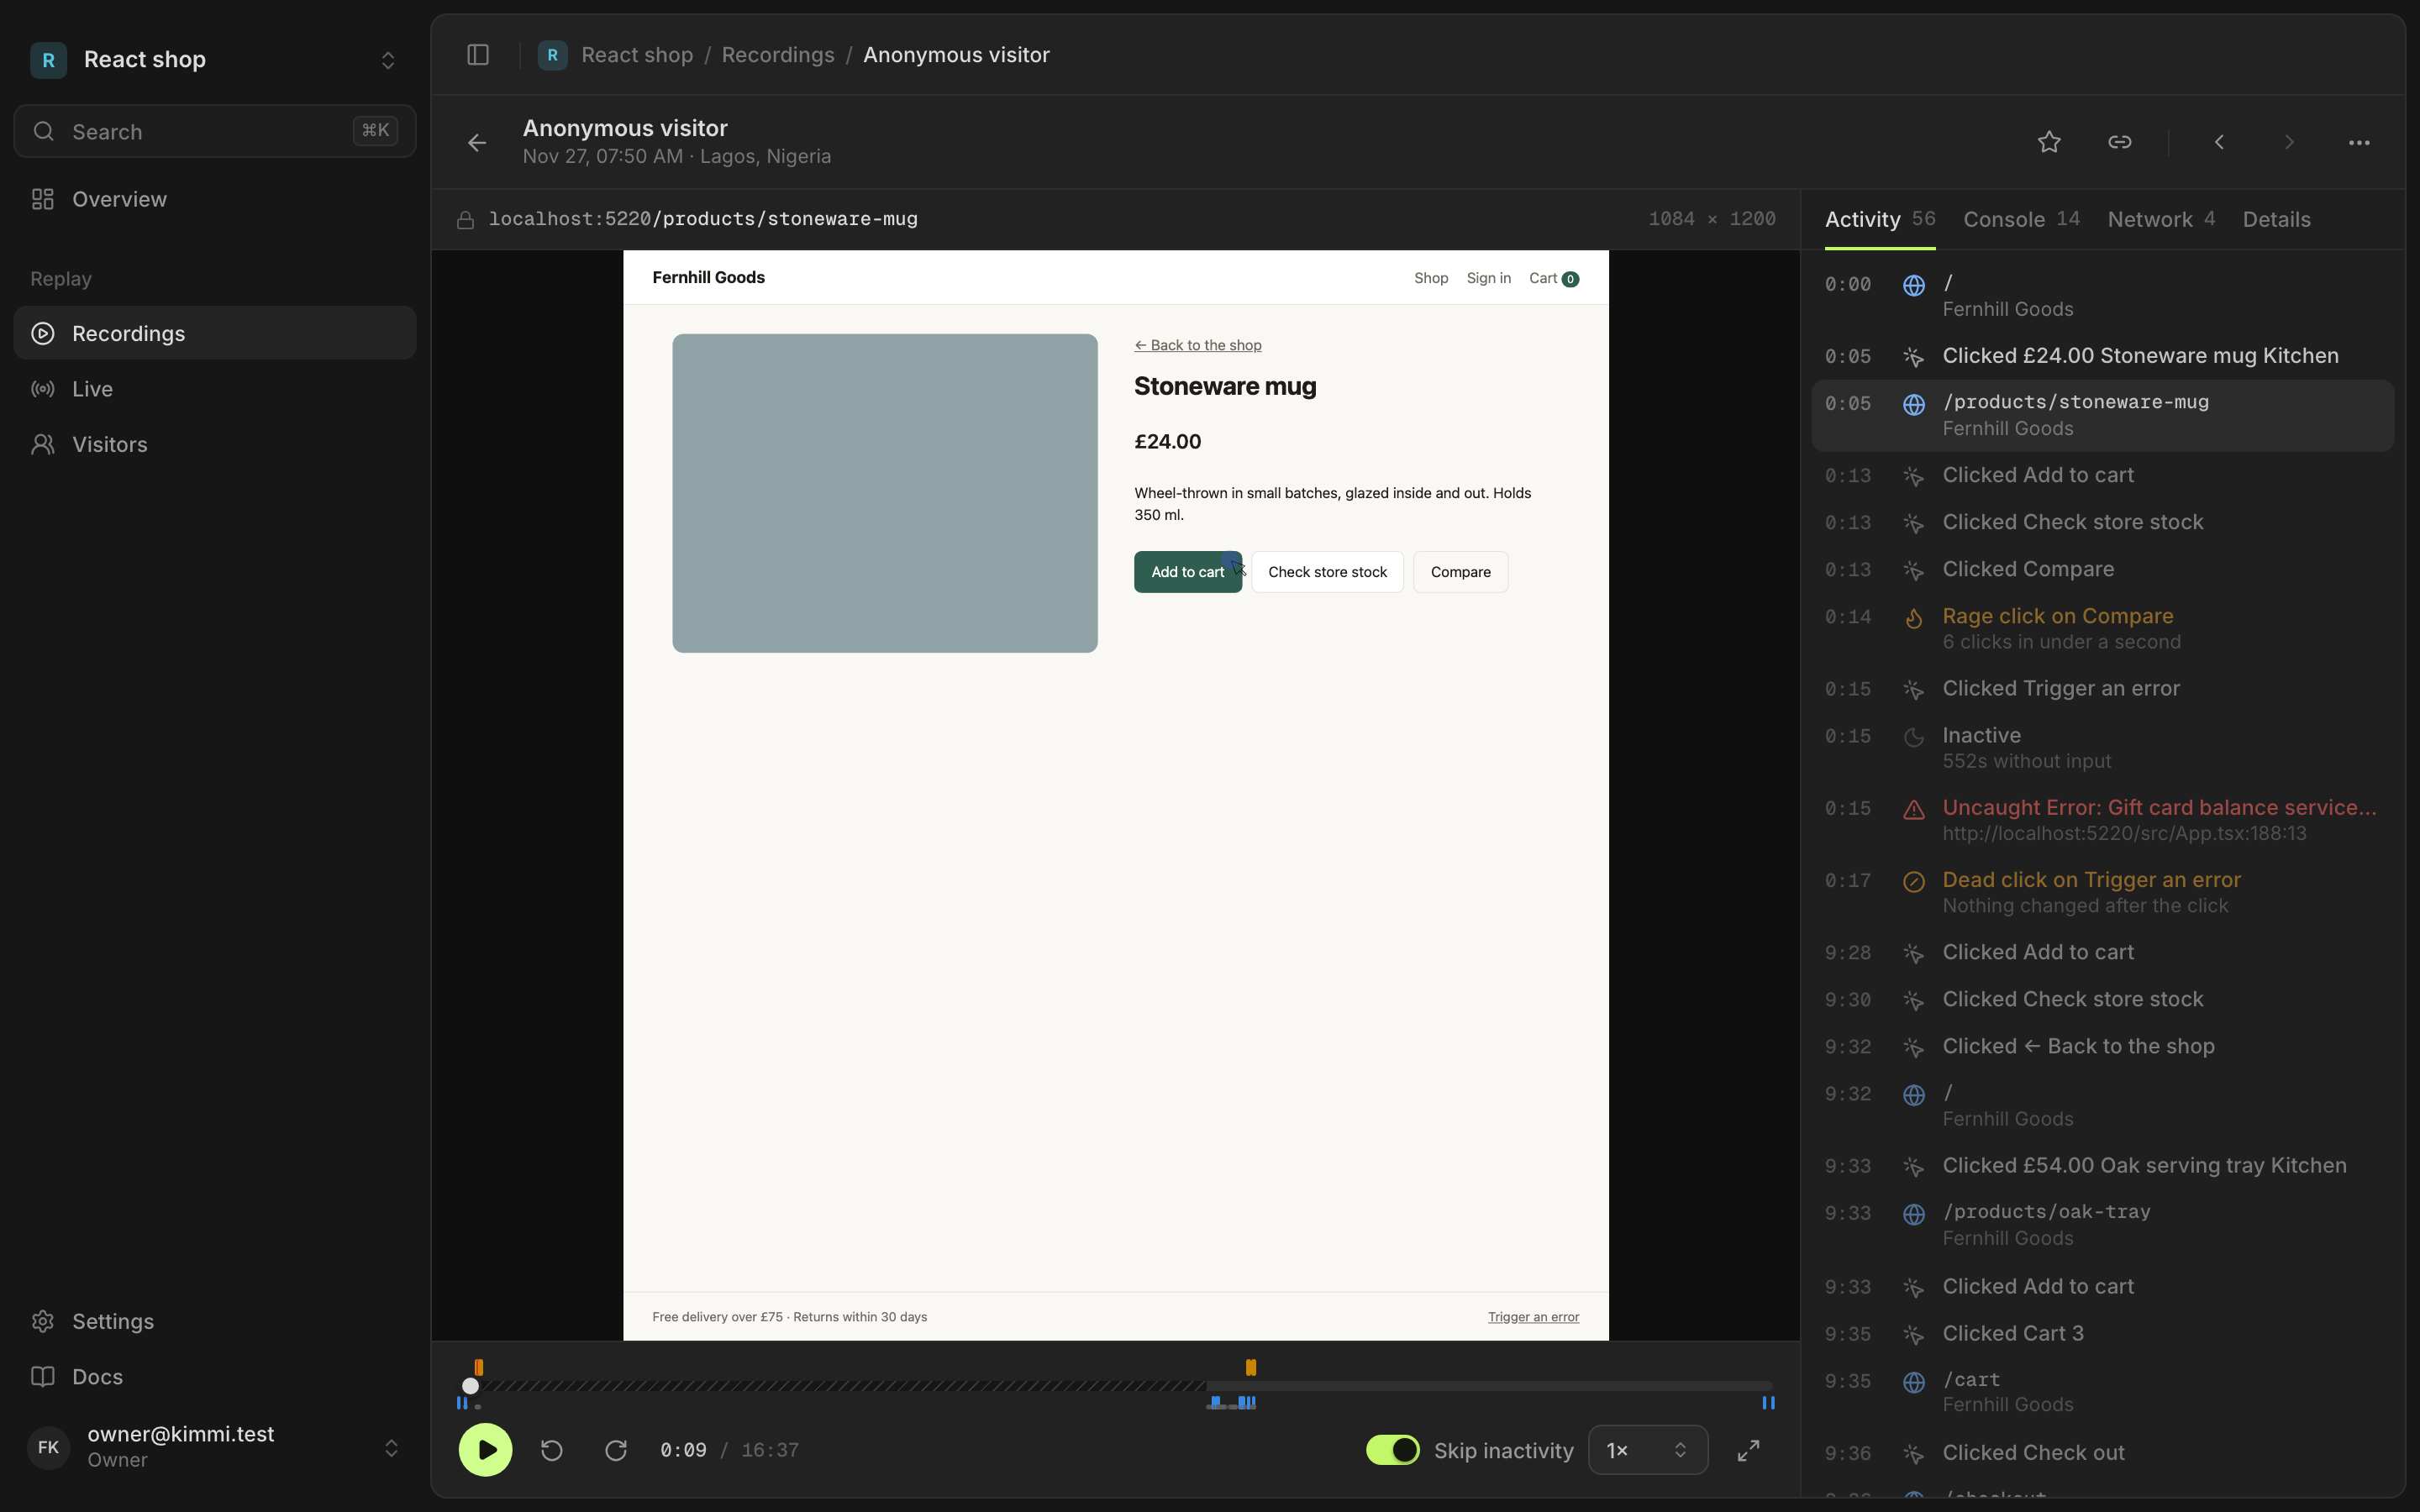 R React shop
Search ⌘K
Overview
Replay
Recordings
Live
Visitors
Settings
Docs
FK owner@kimmi.test
Owner
R React shop / Recordings / Anonymous visitor
Anonymous visitor
Nov 27, 07:50 AM · Lagos, Nigeria
localhost:5220/products/stoneware-mug 1084 × 1200
Fernhill Goods Shop Sign in Cart 0
← Back to the shop
Stoneware mug
£24.00
Wheel-thrown in small batches, glazed inside and out. Holds
350 ml.
Add to cart Check store stock Compare
Free delivery over £75 · Returns within 30 days Trigger an error
0:09 / 16:37 Skip inactivity 1×
Activity 56 Console 14 Network 4 Details
0:00 /
Fernhill Goods
0:05 Clicked £24.00 Stoneware mug Kitchen
0:05 /products/stoneware-mug
Fernhill Goods
0:13 Clicked Add to cart
0:13 Clicked Check store stock
0:13 Clicked Compare
0:14 Rage click on Compare
6 clicks in under a second
0:15 Clicked Trigger an error
0:15 Inactive
552s without input
0:15 Uncaught Error: Gift card balance service...
http://localhost:5220/src/App.tsx:188:13
0:17 Dead click on Trigger an error
Nothing changed after the click
9:28 Clicked Add to cart
9:30 Clicked Check store stock
9:32 Clicked ← Back to the shop
9:32 /
Fernhill Goods
9:33 Clicked £54.00 Oak serving tray Kitchen
9:33 /products/oak-tray
Fernhill Goods
9:33 Clicked Add to cart
9:35 Clicked Cart 3
9:35 /cart
Fernhill Goods
9:36 Clicked Check out